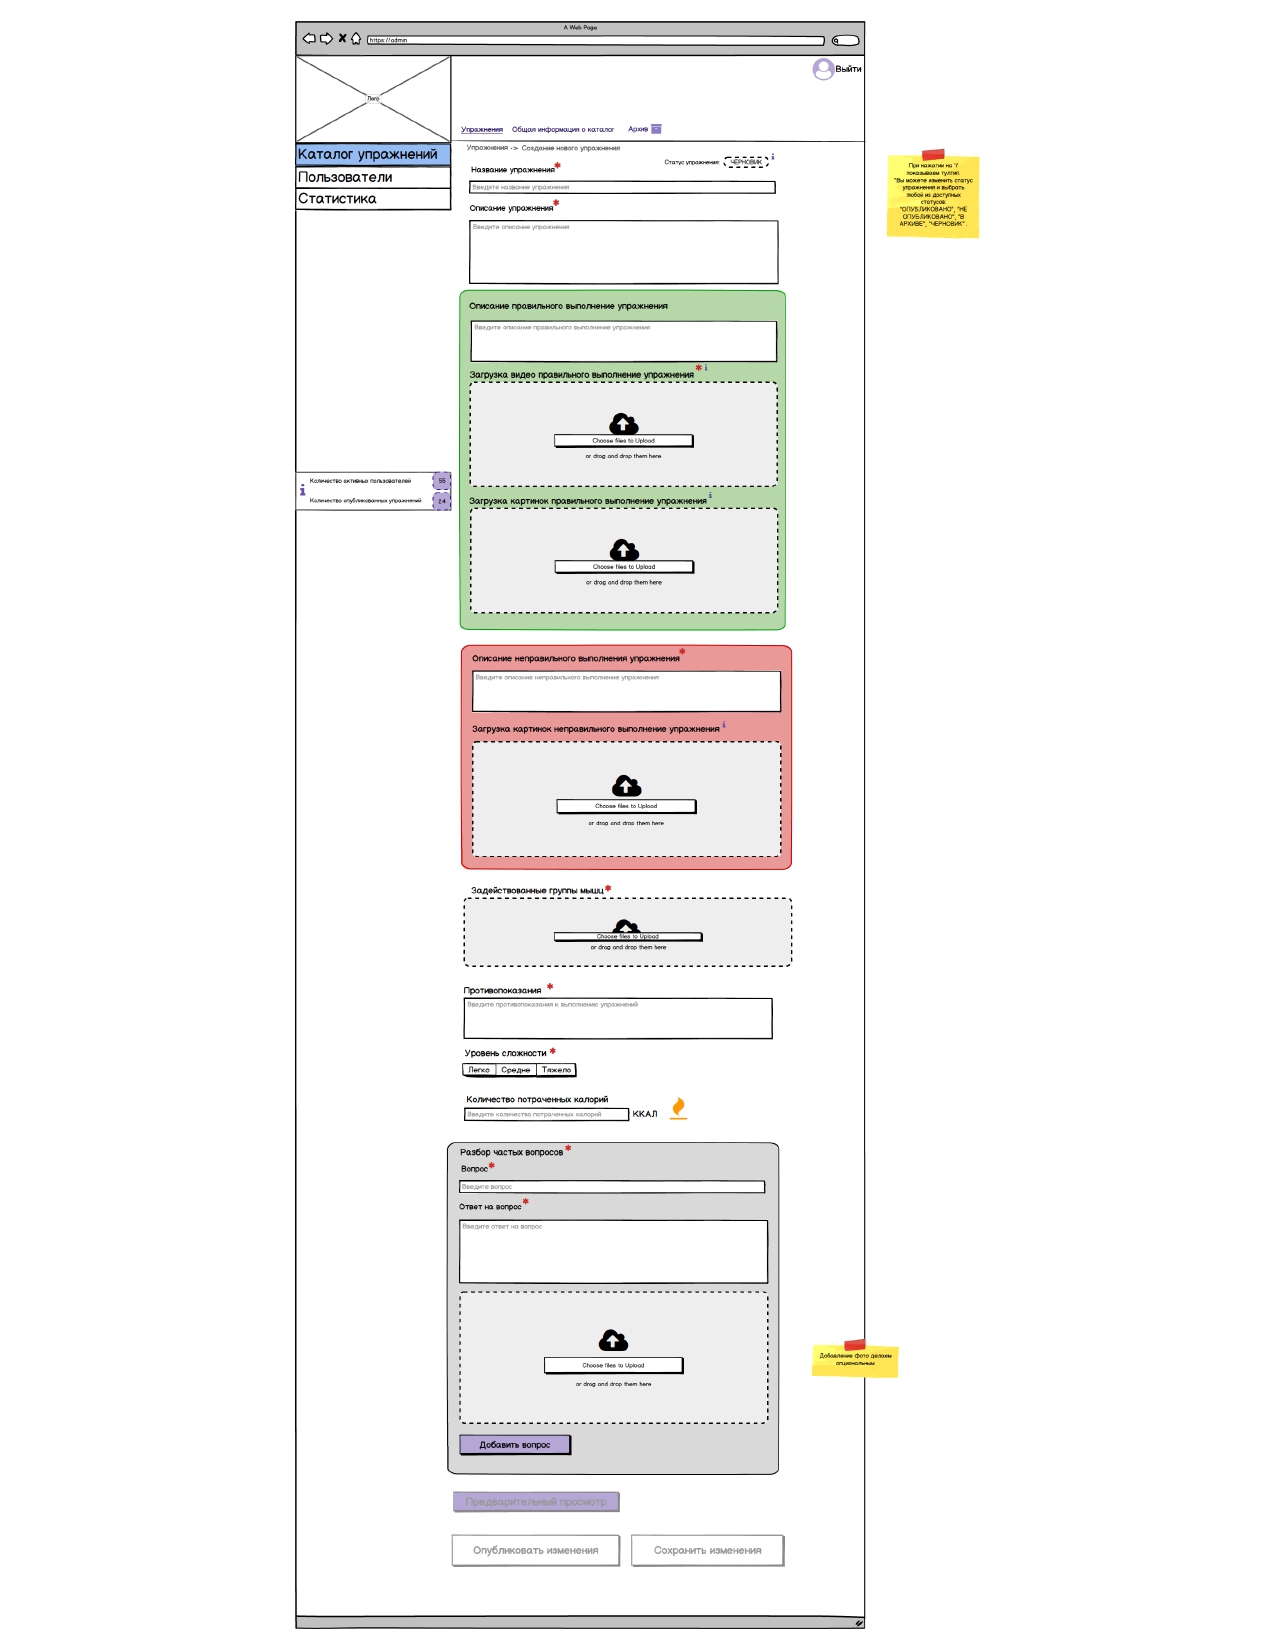 A Web Page
https://admin
Выйти
Лого
Упражнения Общая информация о каталог Архив
Каталог упражнений
Пользователи
Статистика
Упражнения -> Создание нового упражнения
Статус упражнения: ЧЕРНОВИК i
Название упражнения*
Введите название упражнения
Описание упражнения*
Введите описание упражнения
При нажатии на 'i'
показываем тултип.
"Вы можете изменить статус
упражнения и выбрать
любой из доступных
статусов:
"ОПУБЛИКОВАНО", "НЕ
ОПУБЛИКОВАНО", "В
АРХИВЕ", "ЧЕРНОВИК" .
Описание правильного выполнение упражнения
Введите описание правильного выполнение упражнения
Загрузка видео правильного выполнение упражнения * i
Choose files to Upload
or drag and drop them here
i
Количество активных пользователей 55
Количество опубликованных упражнений 24
Загрузка картинок правильного выполнение упражнения i
Choose files to Upload
or drag and drop them here
Описание неправильного выполнения упражнения*
Введите описание неправильного выполнение упражнения
Загрузка картинок неправильного выполнение упражнения i
Choose files to Upload
or drag and drop them here
Задействованные группы мышц*
Choose files to Upload
or drag and drop them here
Противопоказания *
Введите противопоказания к выполнению упражнений
Уровень сложности *
Легко Средне Тяжело
Количество потраченных калорий
Введите количество потраченных калорий ККАЛ
Разбор частых вопросов*
Вопрос*
Введите вопрос
Ответ на вопрос*
Введите ответ на вопрос
Choose files to Upload
or drag and drop them here
Добавление фото делаем
опциональным
Добавить вопрос
Предварительный просмотр
Опубликовать изменения Сохранить изменения